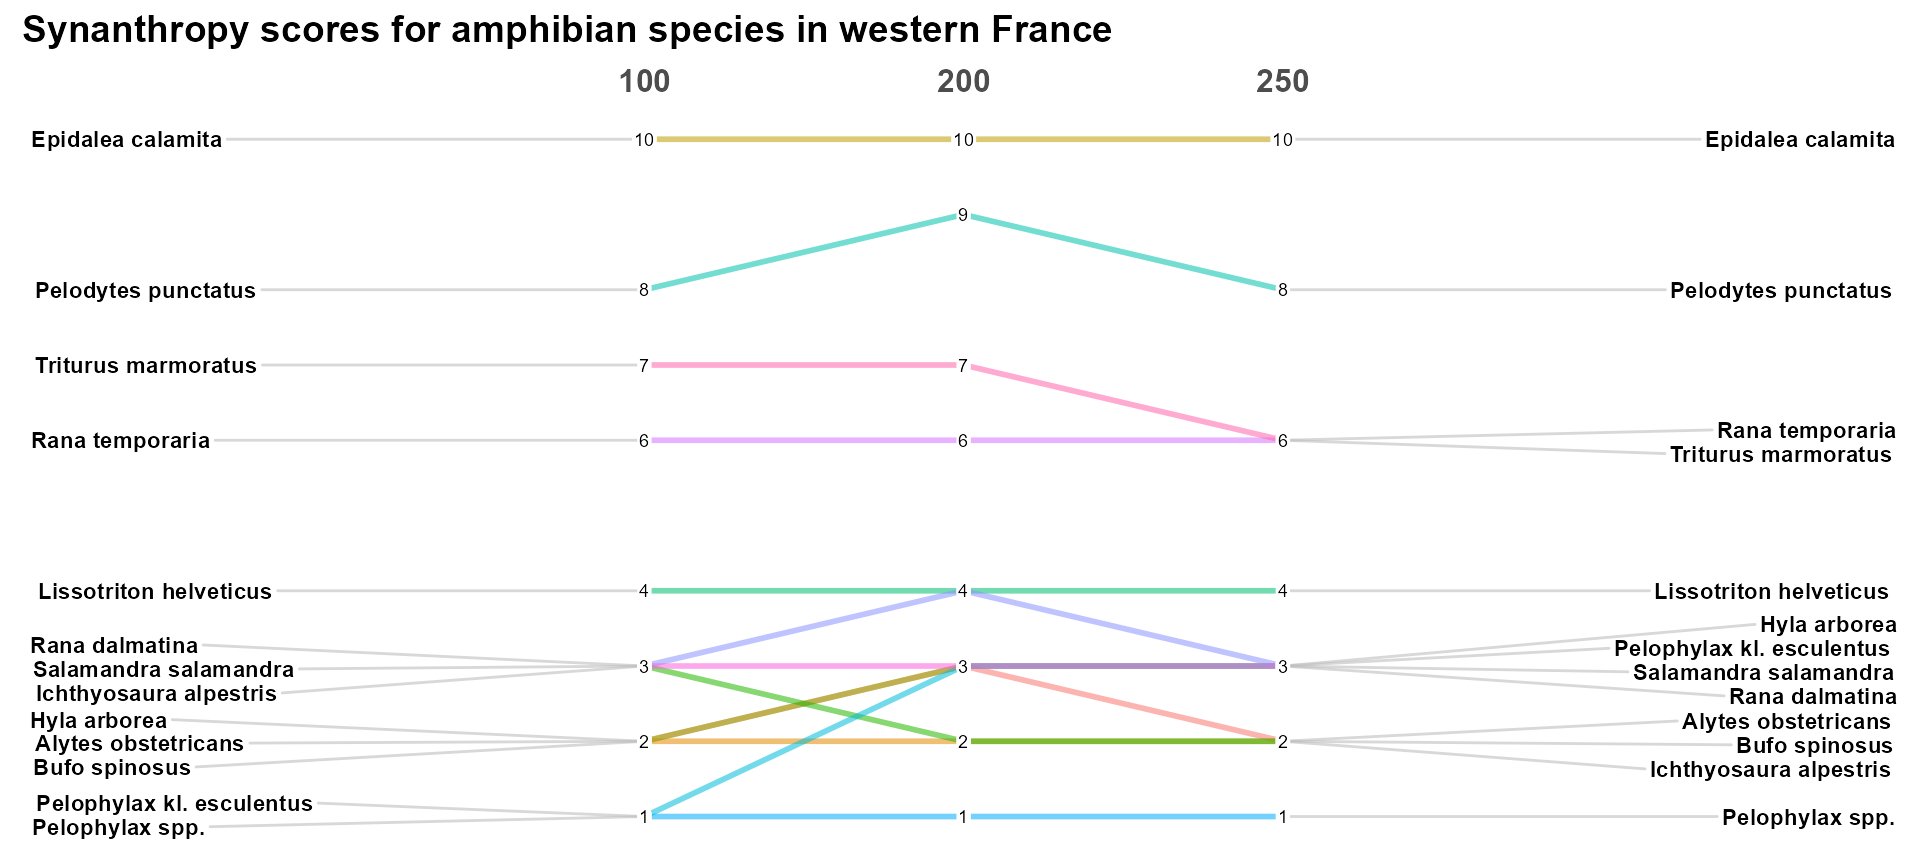 Synanthropy scores for amphibian species in western France
100 200 250
Epidalea calamita 10 10 10 Epidalea calamita
9
Pelodytes punctatus 8 8 Pelodytes punctatus
Triturus marmoratus 7 7
Rana temporaria 6 6 6 Rana temporaria
Triturus marmoratus
Lissotriton helveticus 4 4 4 Lissotriton helveticus
Hyla arborea
Rana dalmatina Pelophylax kl. esculentus
Salamandra salamandra 3 3 3 Salamandra salamandra
Ichthyosaura alpestris Rana dalmatina
Hyla arborea Alytes obstetricans
Alytes obstetricans 2 2 2 Bufo spinosus
Bufo spinosus Ichthyosaura alpestris
Pelophylax kl. esculentus
1 1 1 Pelophylax spp.
Pelophylax spp.